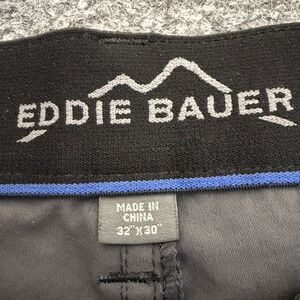 EDDIE BAUER
MADE IN
CHINA
32"X30"